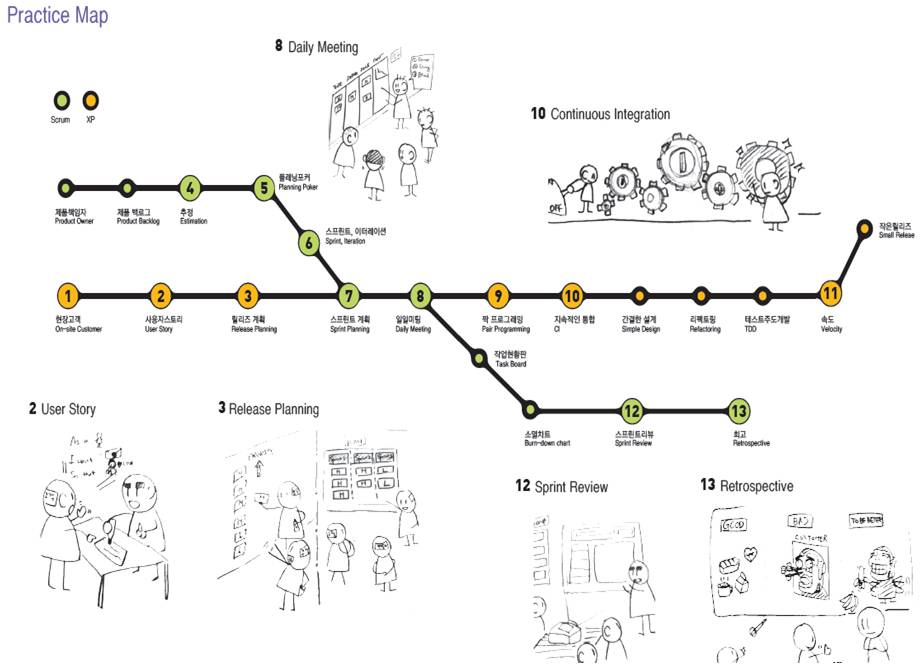 Practice Map
8 Daily Meeting
Scrum
XP
10 Continuous Integration
OFF
4
5
플래닝포커
Planning Poker
제품책임자
Product Owner
제품 백로그
Product Backlog
추정
Estimation
6
스프린트, 이터레이션
Sprint, Iteration
작은릴리즈
Small Releae
1
2
3
7
8
9
10
11
현장고객
On-site Customer
사용자스토리
User Story
릴리즈 계획
Release Planning
스프린트 계획
Sprint Planning
일일미팅
Daily Meeting
짝 프로그래밍
Pair Programming
지속적인 통합
CI
간결한 설계
Simple Design
리팩토링
Refactoring
테스트주도개발
TDD
속도
Velocity
작업현황판
Task Board
12
13
소멸차트
Burn-down chart
스프린트리뷰
Sprint Review
회고
Retrospective
2 User Story
3 Release Planning
12 Sprint Review
13 Retrospective
GOOD
BAD
TO BE BETTER
CUSTOMER